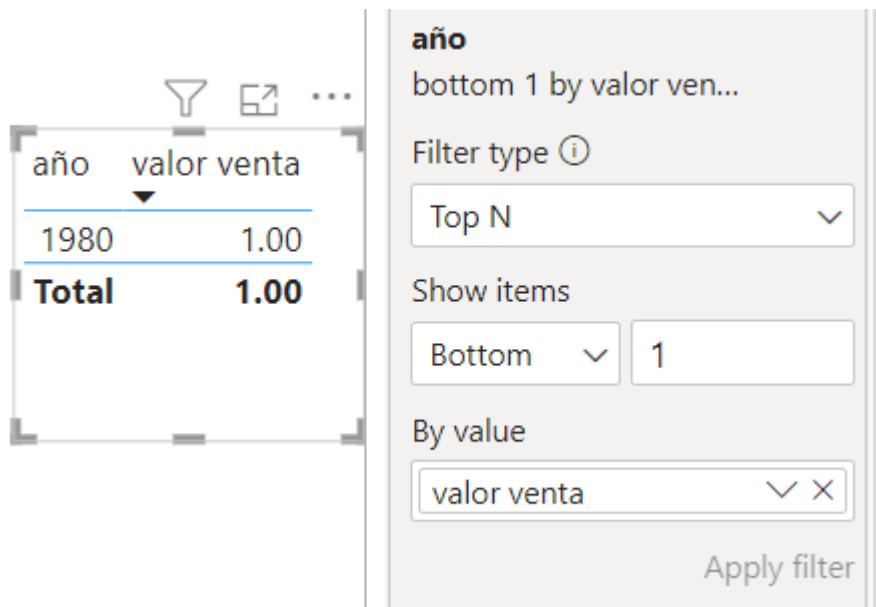 año valor venta
1980 1.00
Total 1.00
año
bottom 1 by valor ven...
Filter type
Top N
Show items
Bottom 1
By value
valor venta
Apply filter